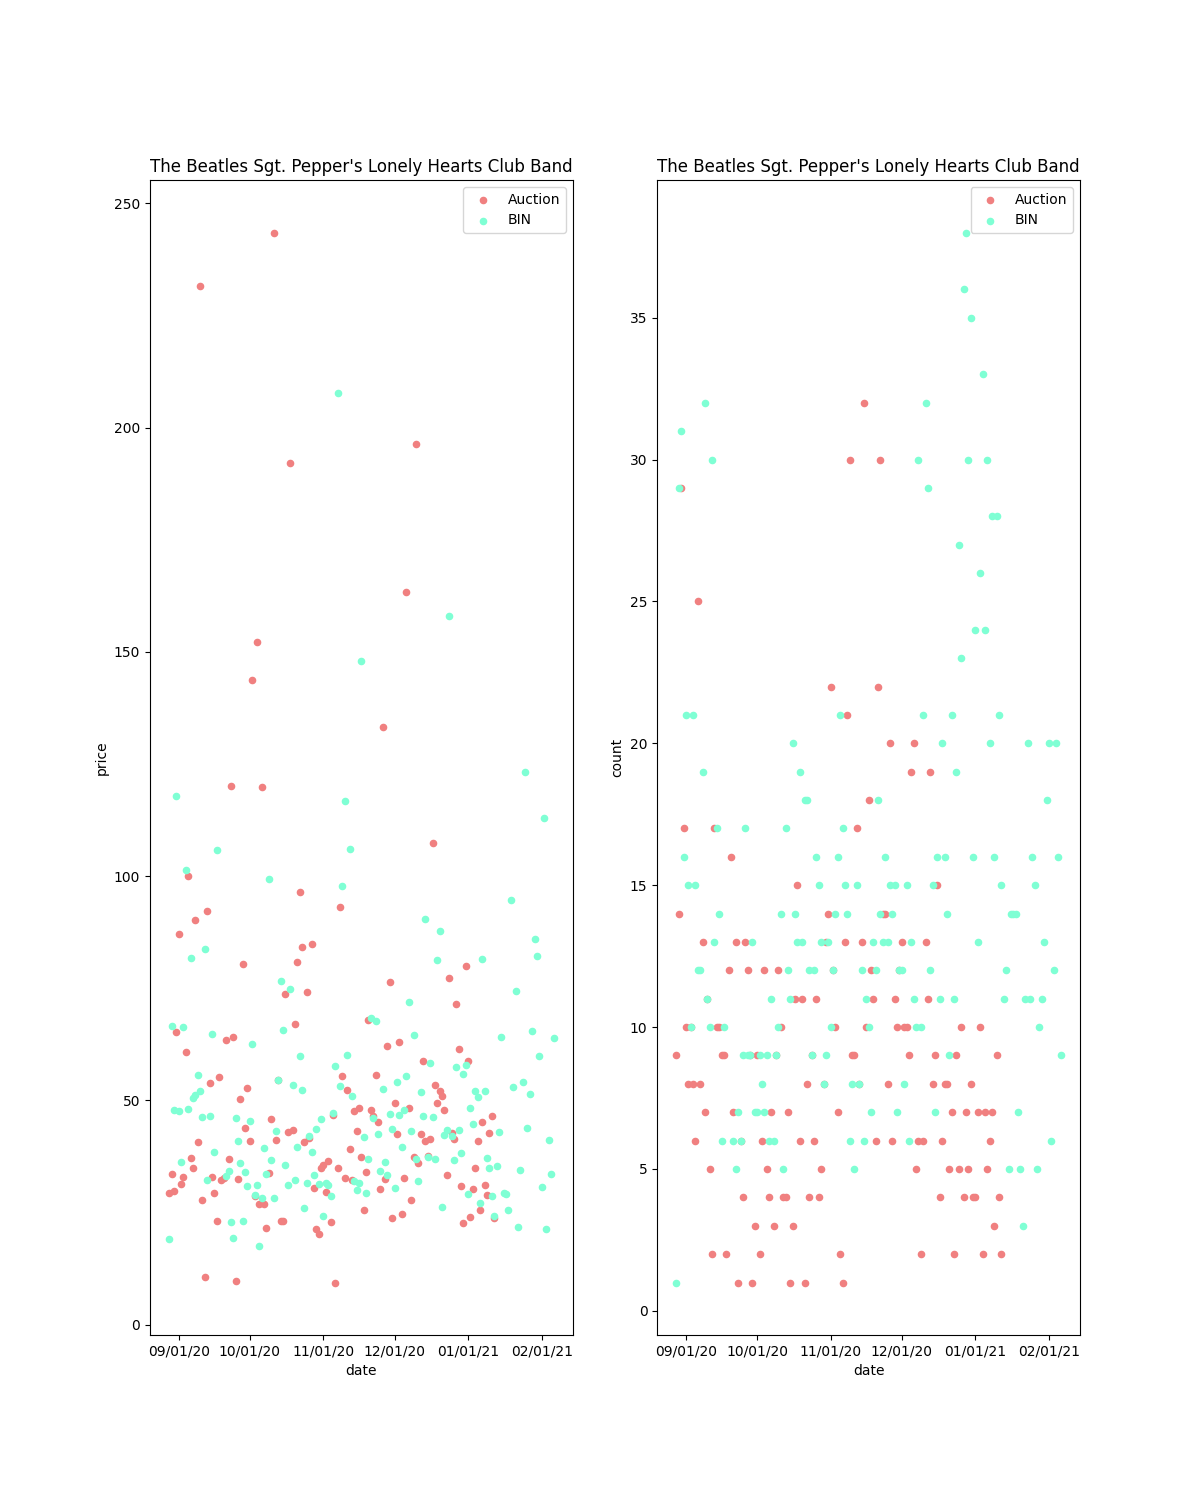 The Beatles Sgt. Pepper's Lonely Hearts Club Band
Auction
BIN
250
200
150
100
50
0
price
09/01/20 10/01/20 11/01/20 12/01/20 01/01/21 02/01/21
date
The Beatles Sgt. Pepper's Lonely Hearts Club Band
Auction
BIN
35
30
25
20
15
10
5
0
count
09/01/20 10/01/20 11/01/20 12/01/20 01/01/21 02/01/21
date